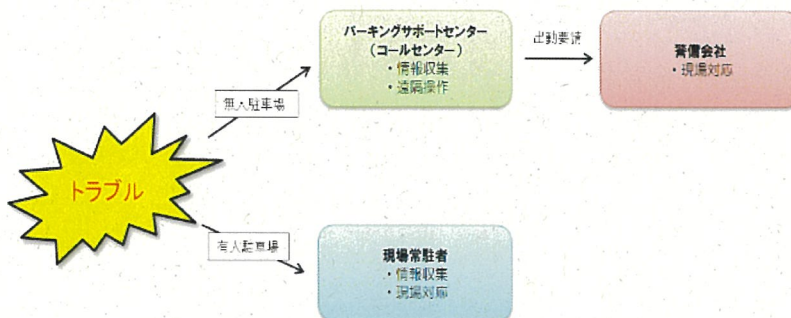 パーキングサポートセンター
(コールセンター)
・情報収集
・遠隔操作
出動要請
警備会社
・現場対応
無人駐車場
トラブル
有人駐車場
現場常駐者
・情報収集
・現場対応